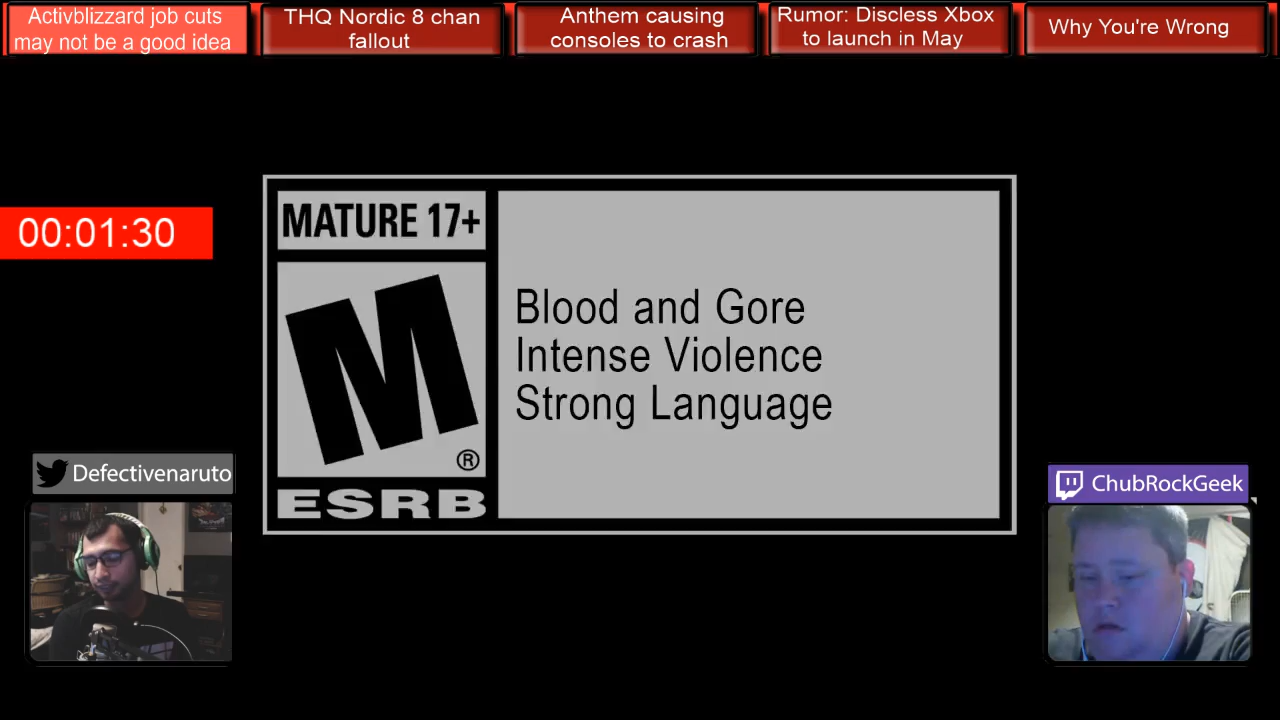 Activblizzard job cuts
may not be a good idea
THQ Nordic 8 chan
fallout
Anthem causing
consoles to crash
Rumor: Discless Xbox
to launch in May
Why You're Wrong
00:01:30
MATURE 17+
M
®
ESRB
Blood and Gore
Intense Violence
Strong Language
Defectivenaruto
ChubRockGeek